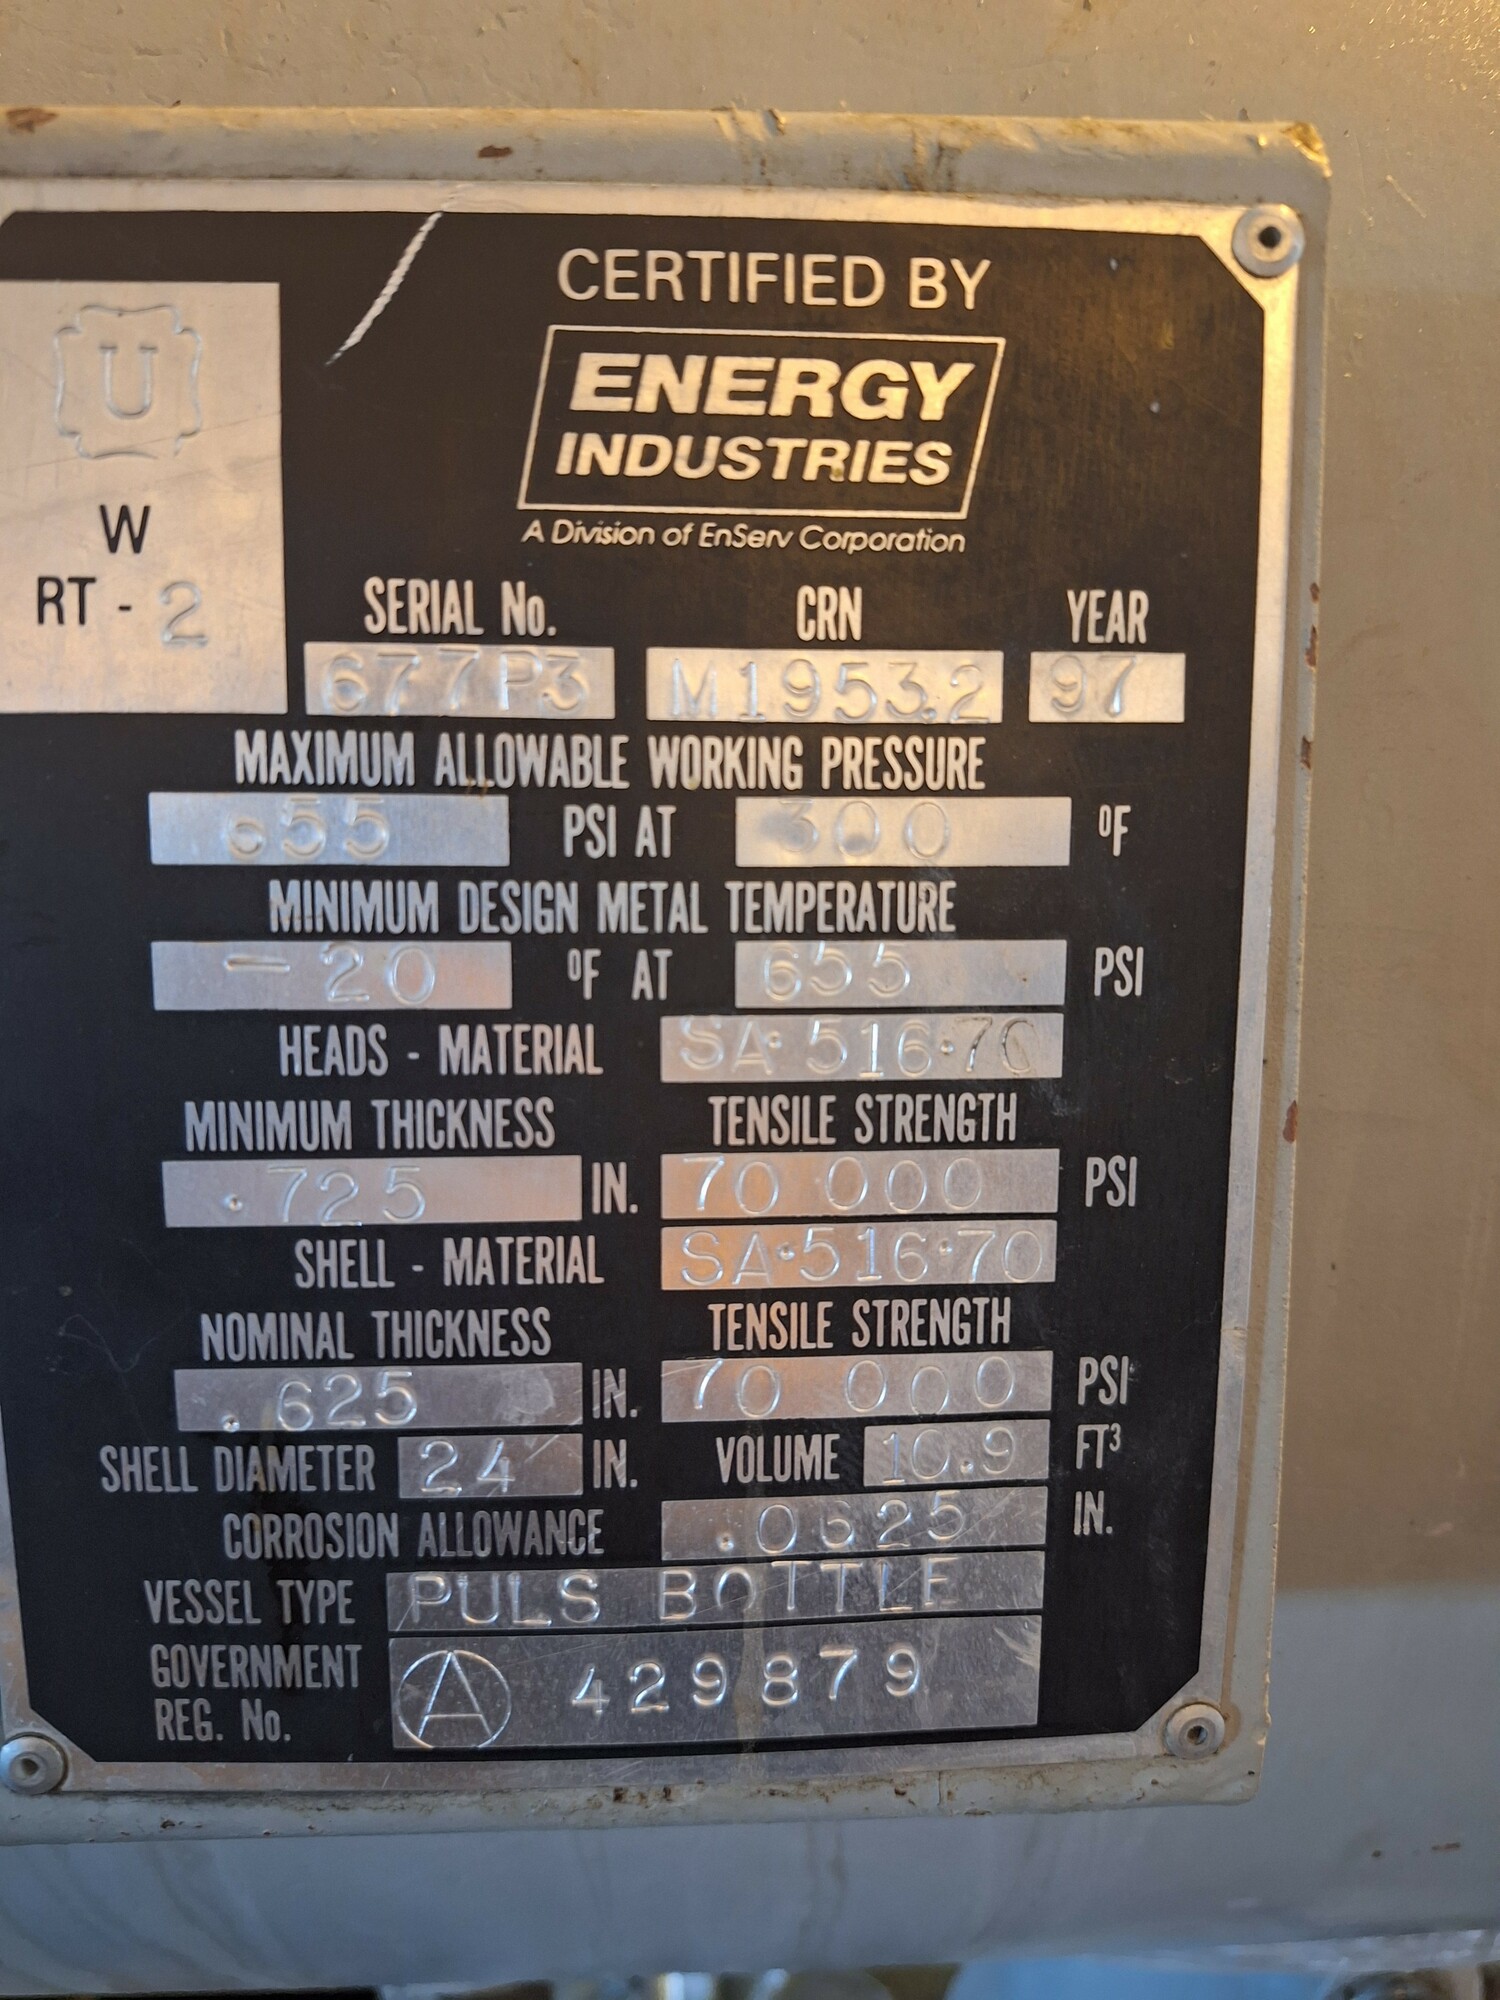 CERTIFIED BY
ENERGY
INDUSTRIES
A Division of EnServ Corporation
U
W
RT - 2
SERIAL No. CRN YEAR
677P3 M1953.2 97
MAXIMUM ALLOWABLE WORKING PRESSURE
655 PSI AT 300 °F
MINIMUM DESIGN METAL TEMPERATURE
-20 °F AT 655 PSI
HEADS - MATERIAL SA·516·70
MINIMUM THICKNESS TENSILE STRENGTH
.725 IN. 70 000 PSI
SHELL - MATERIAL SA·516·70
NOMINAL THICKNESS TENSILE STRENGTH
.625 IN. 70 000 PSI
SHELL DIAMETER 24 IN. VOLUME 10.9 FT³
CORROSION ALLOWANCE .0625 IN.
VESSEL TYPE PULS BOTTLE
GOVERNMENT
REG. No. A 429879